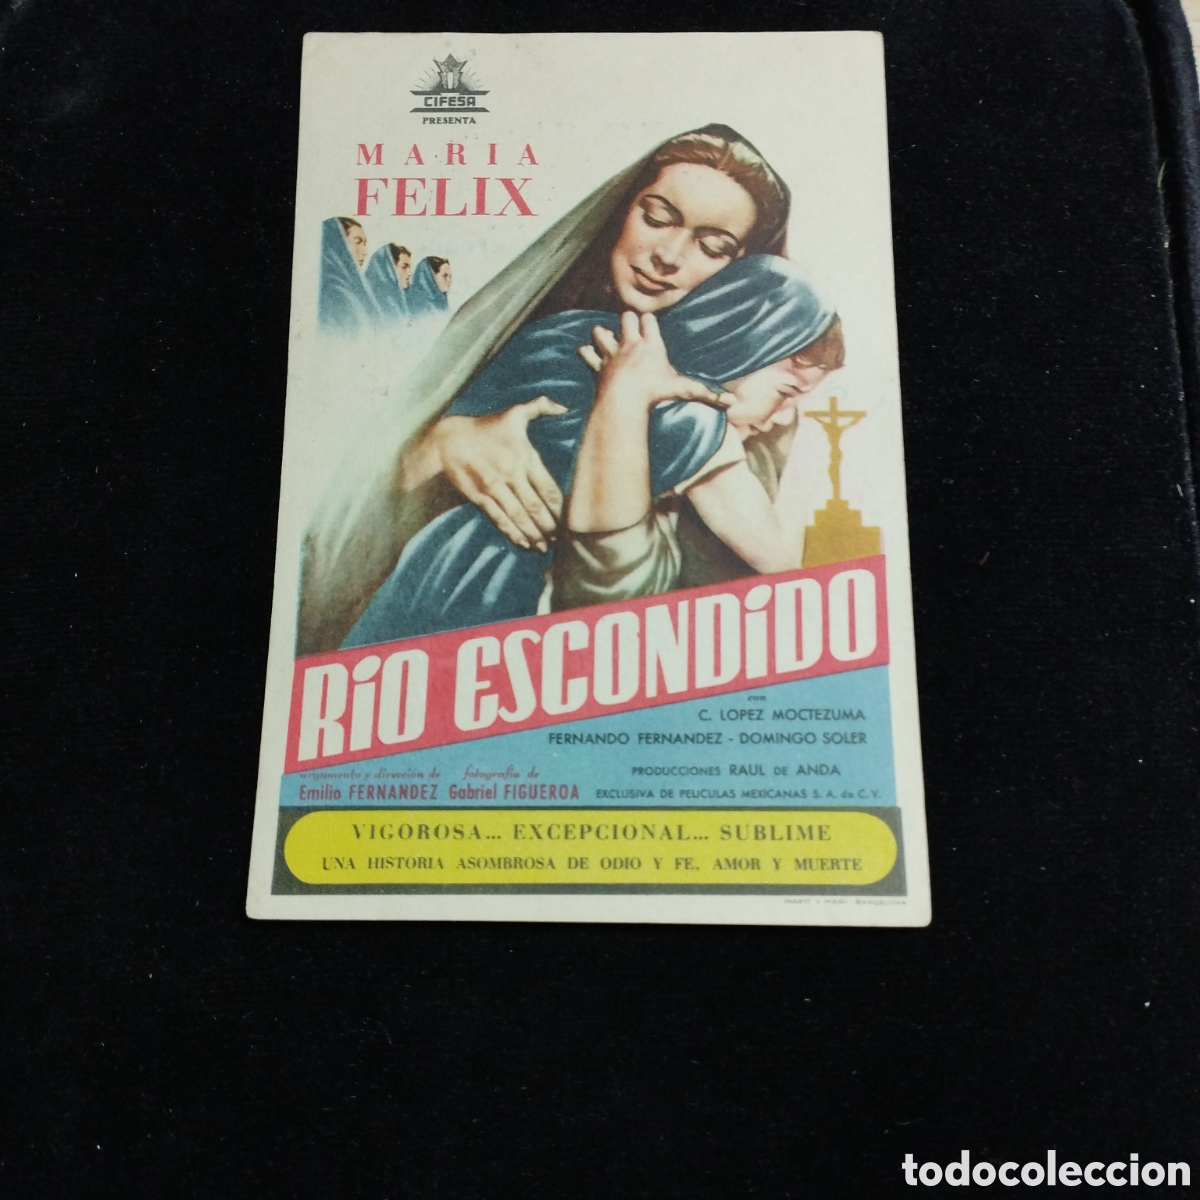 CIFESA
PRESENTA
MARIA
FELIX
RIO ESCONDIDO
con
C. LOPEZ MOCTEZUMA
FERNANDO FERNANDEZ - DOMINGO SOLER
argumento y dirección de
Emilio FERNANDEZ
fotografía de
Gabriel FIGUEROA
PRODUCCIONES RAUL DE ANDA
EXCLUSIVA DE PELICULAS MEXICANAS S. A. de C. V.
VIGOROSA... EXCEPCIONAL... SUBLIME
UNA HISTORIA ASOMBROSA DE ODIO Y FE, AMOR Y MUERTE
BARCELONA
todocoleccion